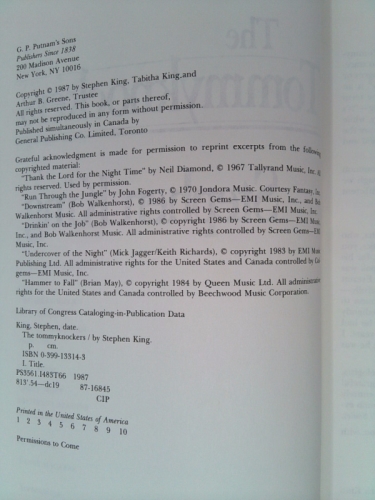 The
Tommyknockers
G. P. Putnam's Sons
Publishers Since 1838
200 Madison Avenue
New York, NY 10016
Copyright © 1987 by Stephen King, Tabitha King,and
Arthur B. Greene, Trustee
All rights reserved. This book, or parts thereof,
may not be reproduced in any form without permission.
Published simultaneously in Canada by
General Publishing Co. Limited, Toronto
Grateful acknowledgment is made for permission to reprint excerpts from the following
copyrighted material:
"Thank the Lord for the Night Time" by Neil Diamond, © 1967 Tallyrand Music, Inc.
rights reserved. Used by permission.
"Run Through the Jungle" by John Fogerty, © 1970 Jondora Music. Courtesy Fantasy,
"Downstream" (Bob Walkenhorst), © 1986 by Screen Gems—EMI Music, Inc., and Bob
Walkenhorst Music. All administrative rights controlled by Screen Gems—EMI Music, Inc.
"Drinkin' on the Job" (Bob Walkenhorst), © copyright 1986 by Screen Gems—EMI Music,
Inc., and Bob Walkenhorst Music. All administrative rights controlled by Screen Gems—EMI
Music, Inc.
"Undercover of the Night" (Mick Jagger/Keith Richards), © copyright 1983 by EMI Music
Publishing Ltd. All administrative rights for the United States and Canada controlled by
gems—EMI Music, Inc.
"Hammer to Fall" (Brian May), © copyright 1984 by Queen Music Ltd. All administrative
rights for the United States and Canada controlled by Beechwood Music Corporation.
Library of Congress Cataloging-in-Publication Data
King, Stephen, date.
The tommyknockers / by Stephen King.
p. cm.
ISBN 0-399-13314-3
I. Title.
PS3561.I483T66 1987
813'.54—dc19 87-16845
CIP
Printed in the United States of America
1 2 3 4 5 6 7 8 9 10
Permissions to Come